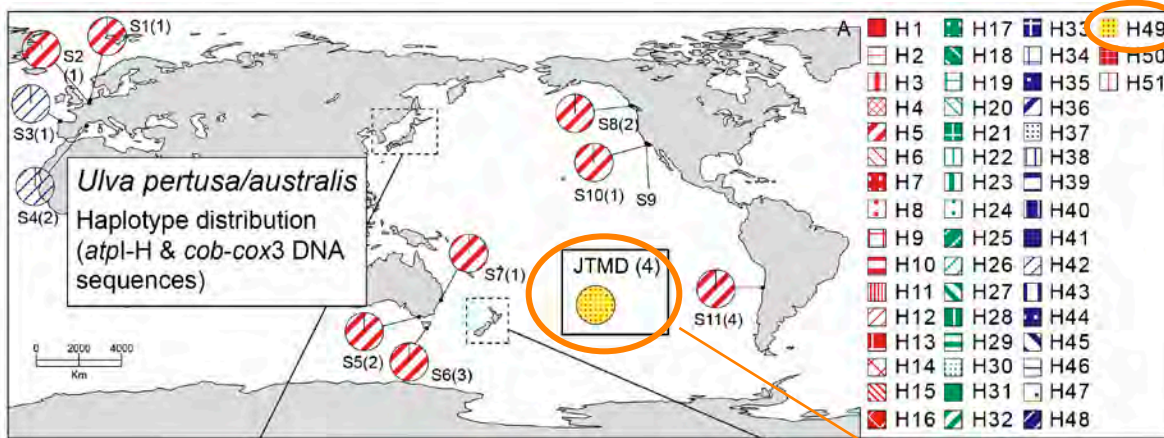 S1(1)
S2
(1)
S3(1)
S4(2)
Ulva pertusa/australis
Haplotype distribution
(atpI-H & cob-cox3 DNA
sequences)
0 2000 4000
Km
S5(2)
S6(3)
S7(1)
S8(2)
S10(1)
S9
JTMD (4)
S11(4)
A
H1
H2
H3
H4
H5
H6
H7
H8
H9
H10
H11
H12
H13
H14
H15
H16
H17
H18
H19
H20
H21
H22
H23
H24
H25
H26
H27
H28
H29
H30
H31
H32
H33
H34
H35
H36
H37
H38
H39
H40
H41
H42
H43
H44
H45
H46
H47
H48
H49
H50
H51